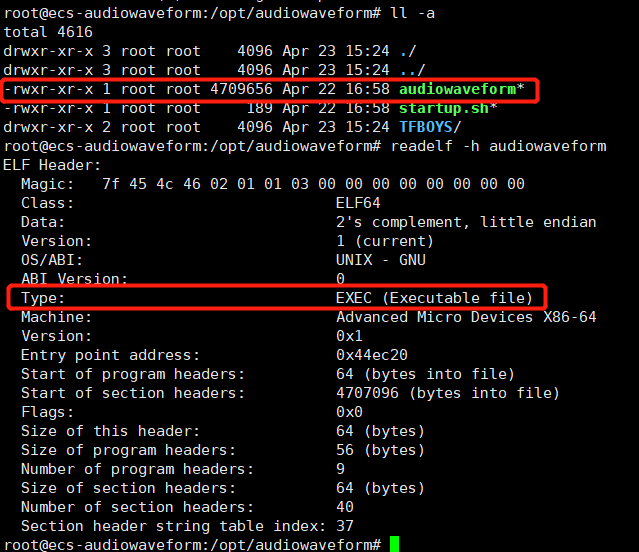 root@ecs-audiowaveform:/opt/audiowaveform# ll -a
total 4616
drwxr-xr-x 3 root root    4096 Apr 23 15:24 ./
drwxr-xr-x 3 root root    4096 Apr 23 15:24 ../
-rwxr-xr-x 1 root root 4709656 Apr 22 16:58 audiowaveform*
-rwxr-xr-x 1 root root     189 Apr 22 16:58 startup.sh*
drwxr-xr-x 2 root root    4096 Apr 23 15:24 TFBOYS/
root@ecs-audiowaveform:/opt/audiowaveform# readelf -h audiowaveform
ELF Header:
  Magic:   7f 45 4c 46 02 01 01 03 00 00 00 00 00 00 00 00
  Class:                             ELF64
  Data:                              2's complement, little endian
  Version:                           1 (current)
  OS/ABI:                            UNIX - GNU
  ABI Version:                       0
  Type:                              EXEC (Executable file)
  Machine:                           Advanced Micro Devices X86-64
  Version:                           0x1
  Entry point address:               0x44ec20
  Start of program headers:          64 (bytes into file)
  Start of section headers:          4707096 (bytes into file)
  Flags:                             0x0
  Size of this header:               64 (bytes)
  Size of program headers:           56 (bytes)
  Number of program headers:         9
  Size of section headers:           64 (bytes)
  Number of section headers:         40
  Section header string table index: 37
root@ecs-audiowaveform:/opt/audiowaveform#